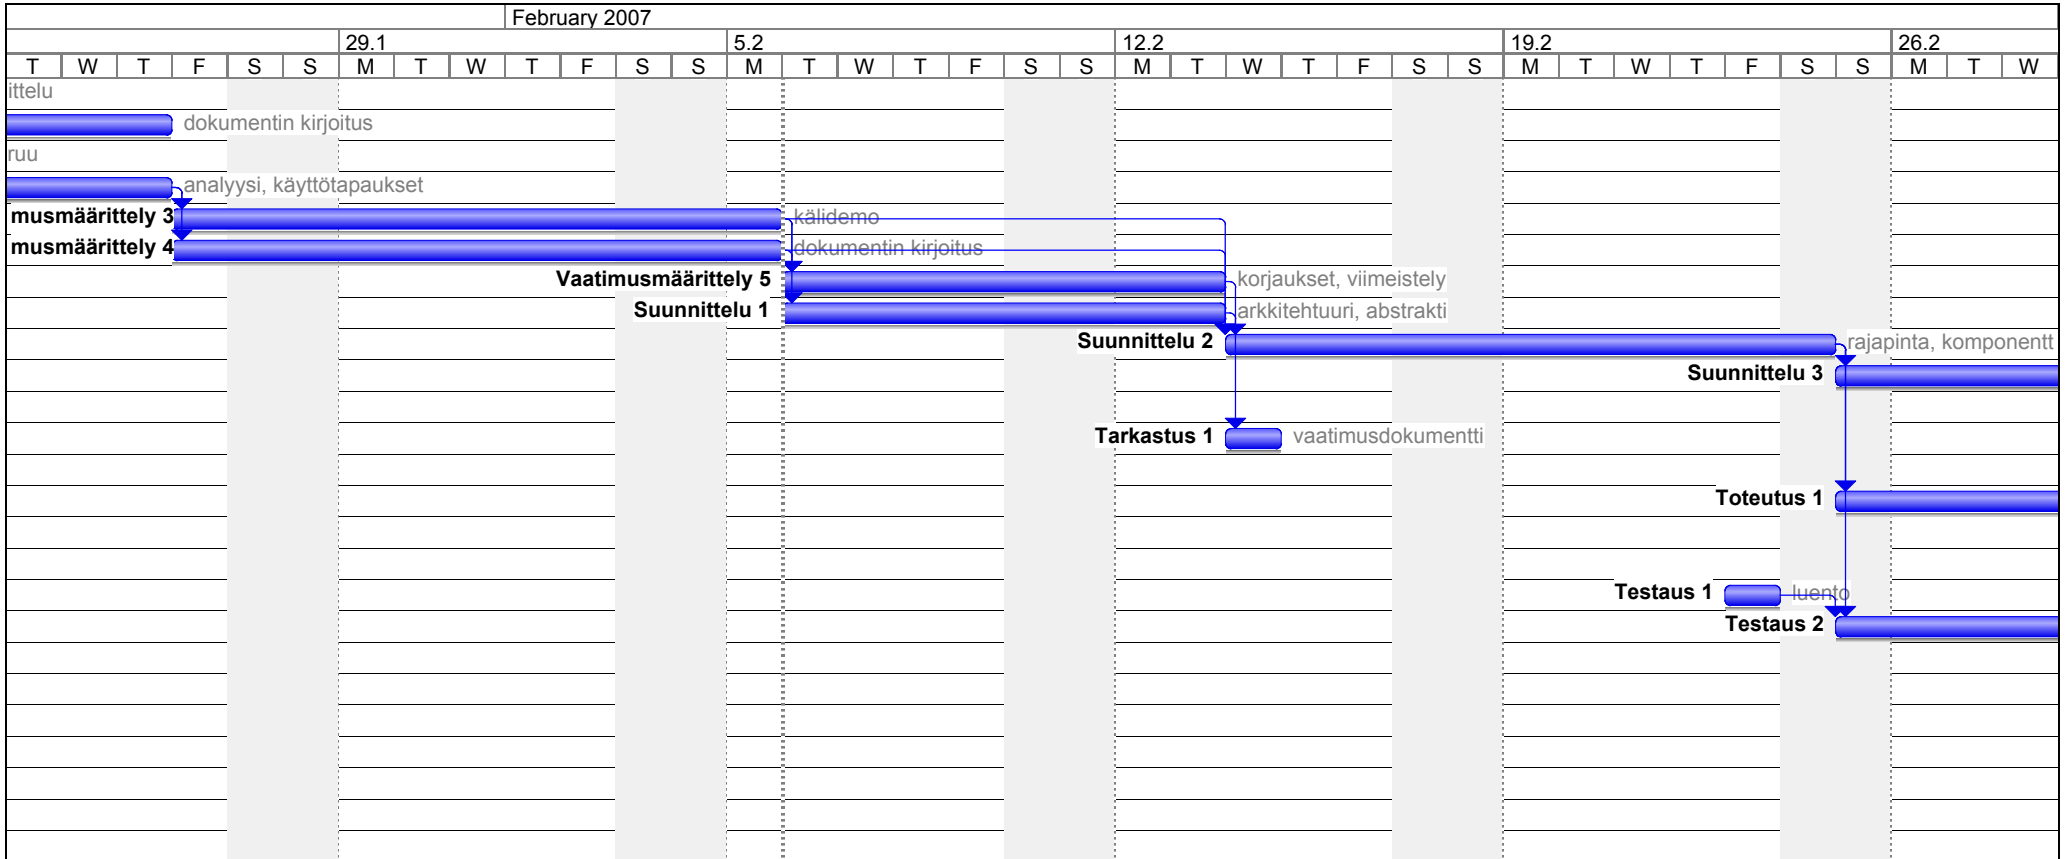 February 2007
29.1 5.2 12.2 19.2 26.2
T W T F S S M T W T F S S M T W T F S S M T W T F S S M T W T F S S M T W
ittelu
dokumentin kirjoitus
ruu
analyysi, käyttötapaukset
musmäärittely 3 kälidemo
musmäärittely 4 dokumentin kirjoitus
Vaatimusmäärittely 5 korjaukset, viimeistely
Suunnittelu 1 arkkitehtuuri, abstrakti
Suunnittelu 2 rajapinta, komponentt
Suunnittelu 3
Tarkastus 1 vaatimusdokumentti
Toteutus 1
Testaus 1 luento
Testaus 2